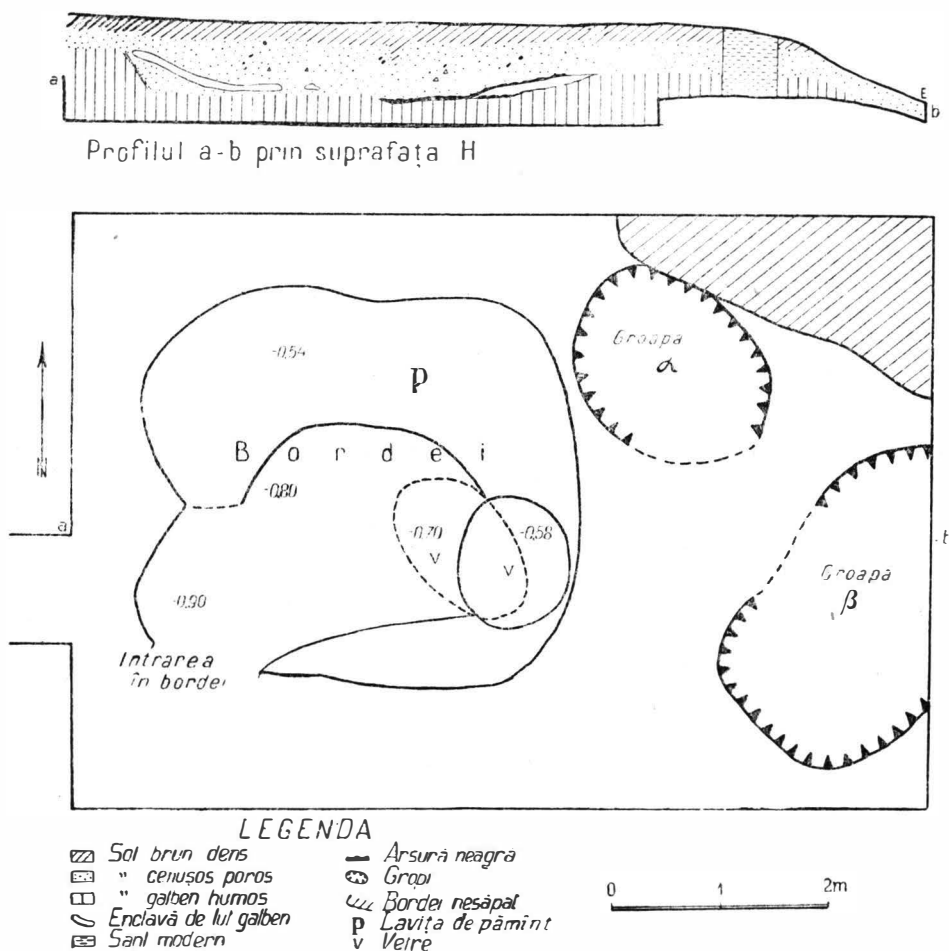 a
E
b
Profilul a-b prin suprafața H
-0,54
P
Groapa
α
Bordei
-0,80
N
a
-0,70
-0,58
V
V
Groapa
β
-0,90
Intrarea
în bordei
LEGENDA
Sol brun dens
" cenușos poros
" galben humos
Enclavă de lut galben
Șanț modern
Arsură neagra
Gropi
Bordei nesăpat
P Lavița de pămînt
V Vetre
0 1 2m